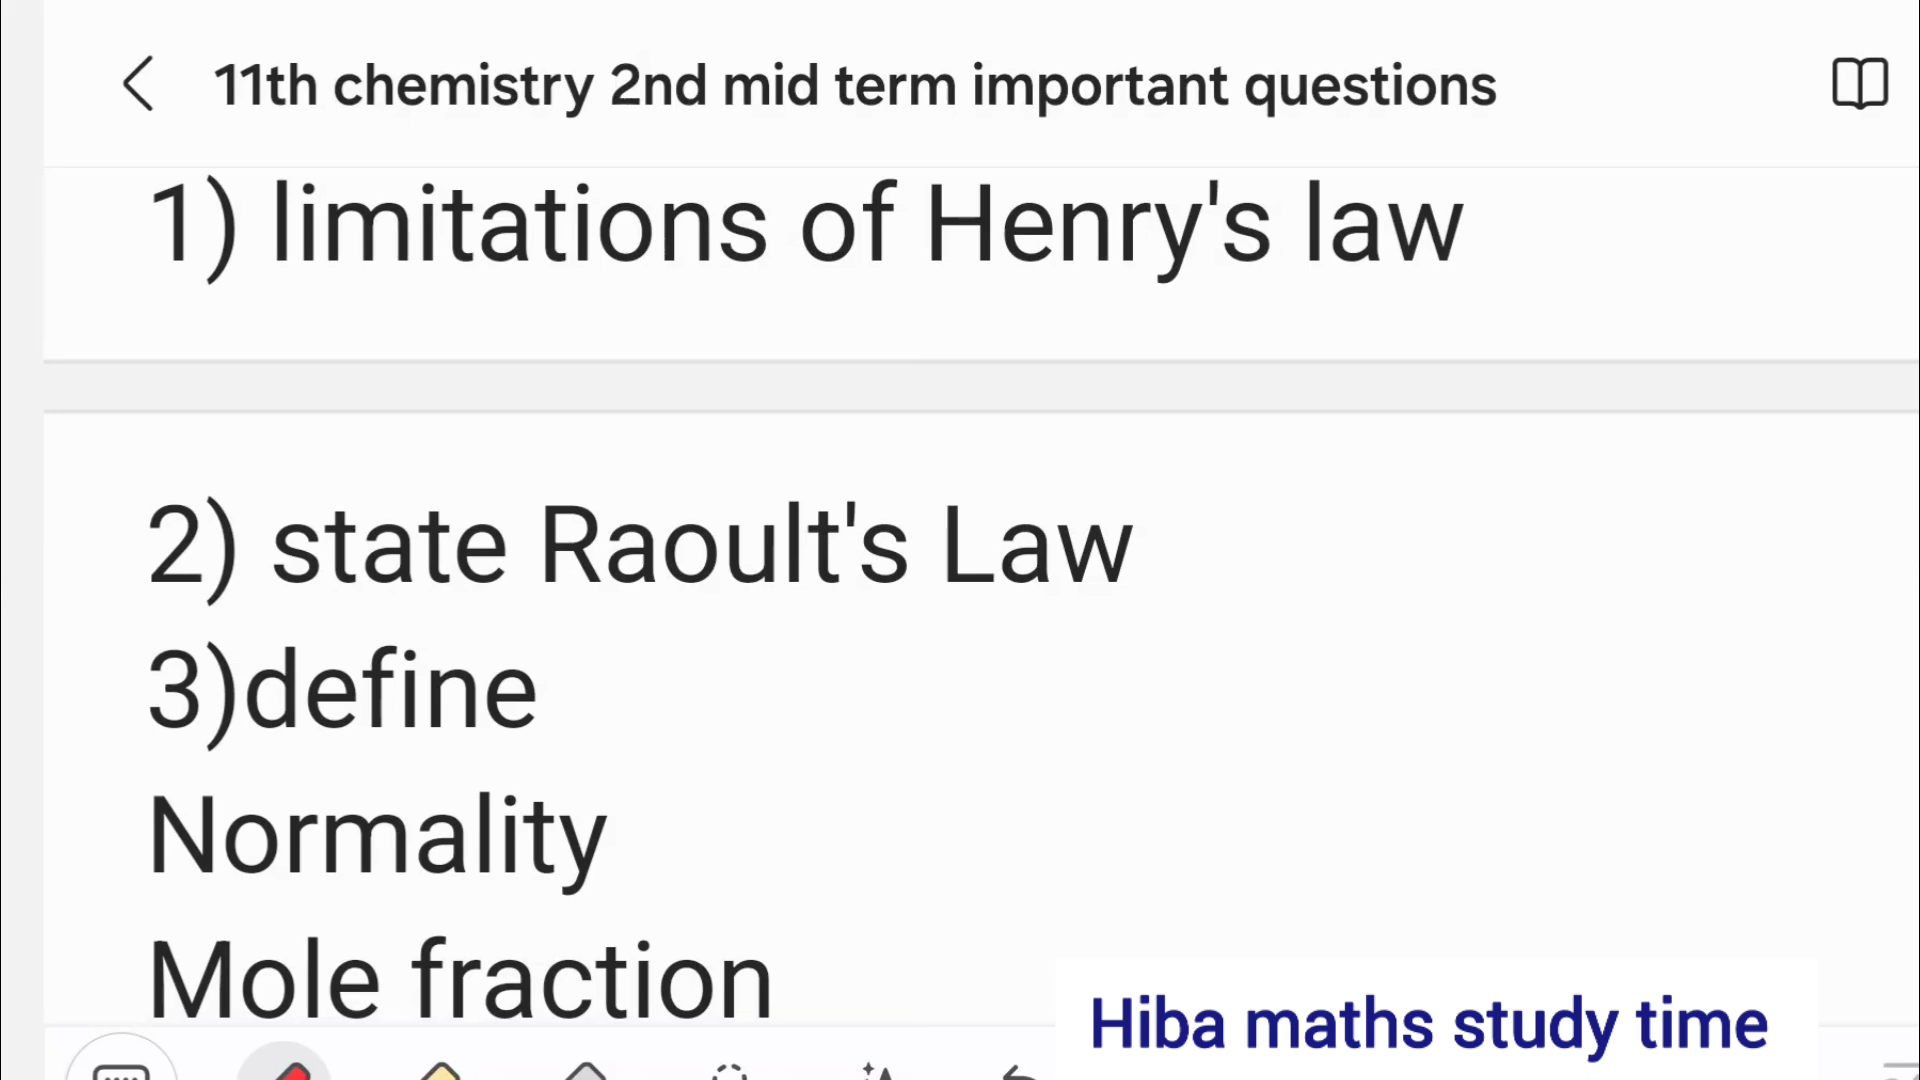 11th chemistry 2nd mid term important questions
1) limitations of Henry's law
2) state Raoult's Law
3)define
Normality
Mole fraction
Hiba maths study time